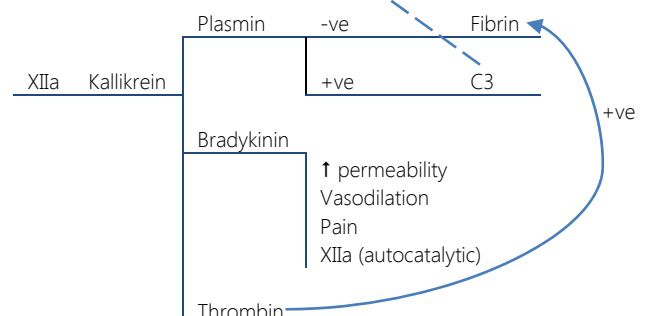 Plasmin -ve Fibrin
XIIa Kallikrein +ve C3
+ve
Bradykinin
↑ permeability
Vasodilation
Pain
XIIa (autocatalytic)
Thrombin